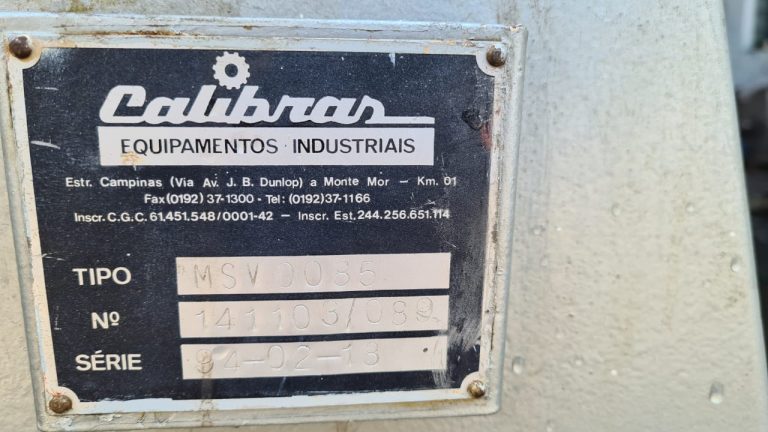 Calibras
EQUIPAMENTOS INDUSTRIAIS
Estr. Campinas (Via Av. J. B. Dunlop) a Monte Mor — Km. 01
Fax (0192) 37-1300 - Tel: (0192) 37-1166
Inscr. C.G.C. 61.451.548/0001-42 — Inscr. Est. 244.256.651.114
TIPO MSV 0085
Nº 141103/089
SÉRIE 94-02-13